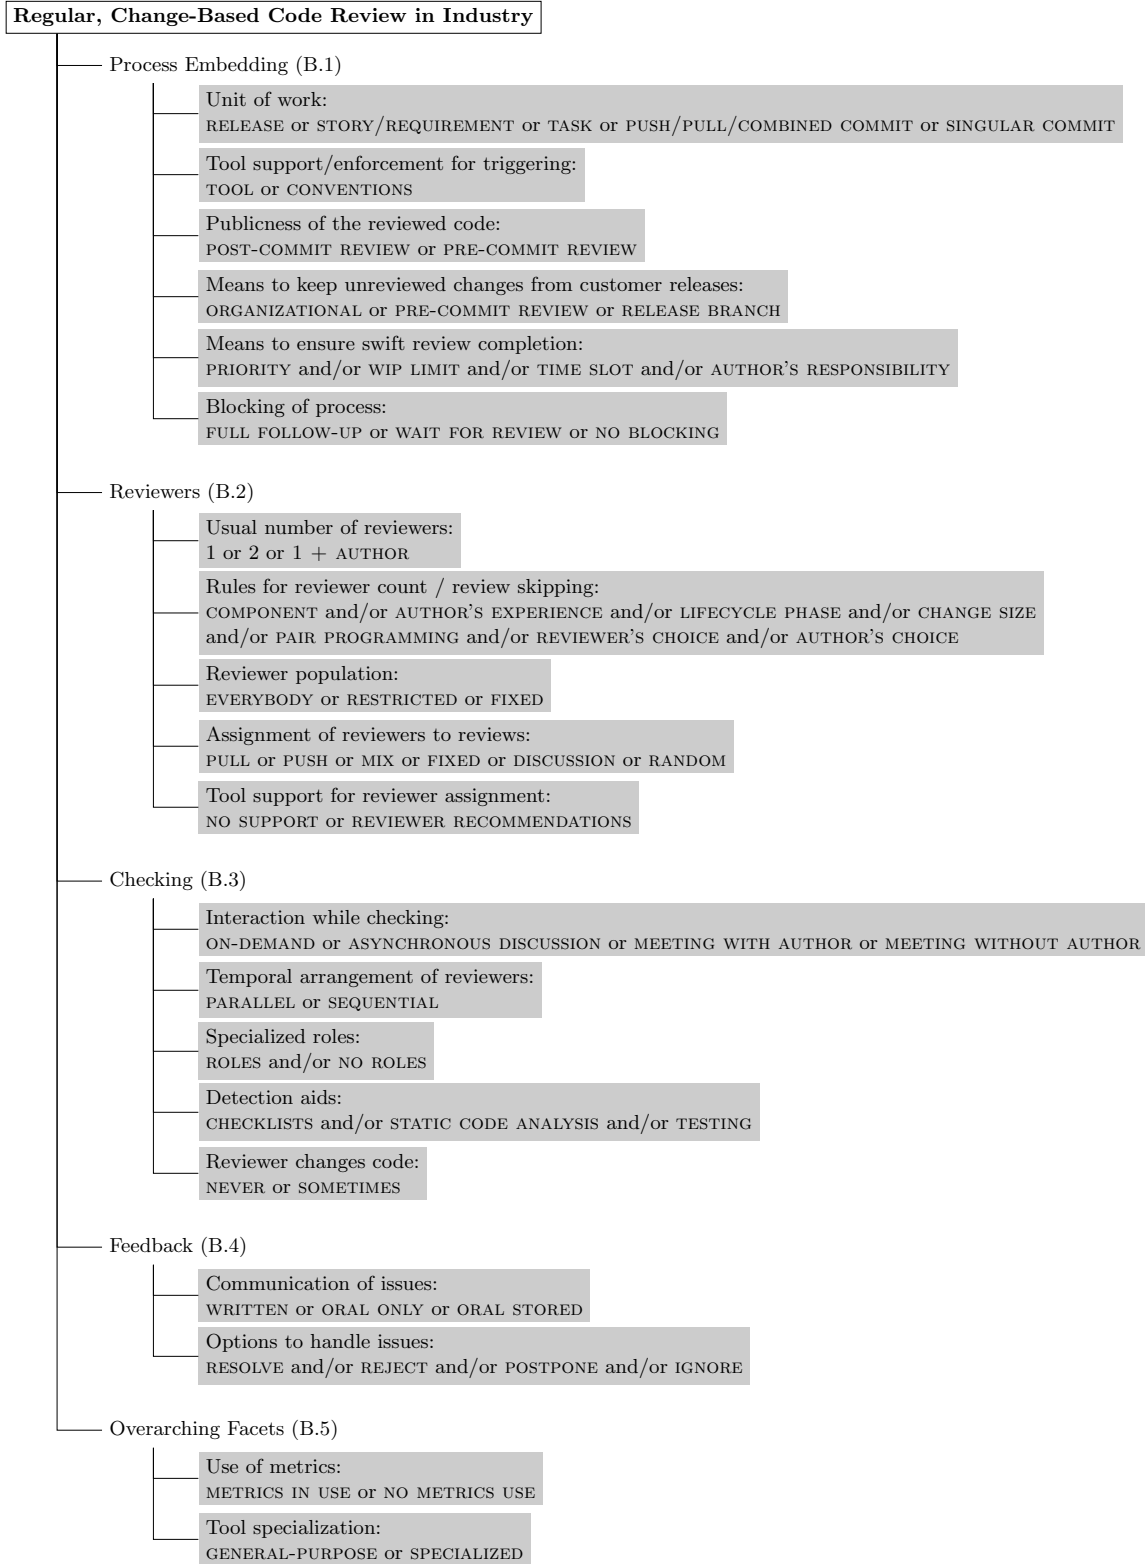 Regular, Change-Based Code Review in Industry
Process Embedding (B.1)
Unit of work:
RELEASE or STORY/REQUIREMENT or TASK or PUSH/PULL/COMBINED COMMIT or SINGULAR COMMIT
Tool support/enforcement for triggering:
TOOL or CONVENTIONS
Publicness of the reviewed code:
POST-COMMIT REVIEW or PRE-COMMIT REVIEW
Means to keep unreviewed changes from customer releases:
ORGANIZATIONAL or PRE-COMMIT REVIEW or RELEASE BRANCH
Means to ensure swift review completion:
PRIORITY and/or WIP LIMIT and/or TIME SLOT and/or AUTHOR'S RESPONSIBILITY
Blocking of process:
FULL FOLLOW-UP or WAIT FOR REVIEW or NO BLOCKING
Reviewers (B.2)
Usual number of reviewers:
1 or 2 or 1 + AUTHOR
Rules for reviewer count / review skipping:
COMPONENT and/or AUTHOR'S EXPERIENCE and/or LIFECYCLE PHASE and/or CHANGE SIZE
and/or PAIR PROGRAMMING and/or REVIEWER'S CHOICE and/or AUTHOR'S CHOICE
Reviewer population:
EVERYBODY or RESTRICTED or FIXED
Assignment of reviewers to reviews:
PULL or PUSH or MIX or FIXED or DISCUSSION or RANDOM
Tool support for reviewer assignment:
NO SUPPORT or REVIEWER RECOMMENDATIONS
Checking (B.3)
Interaction while checking:
ON-DEMAND or ASYNCHRONOUS DISCUSSION or MEETING WITH AUTHOR or MEETING WITHOUT AUTHOR
Temporal arrangement of reviewers:
PARALLEL or SEQUENTIAL
Specialized roles:
ROLES and/or NO ROLES
Detection aids:
CHECKLISTS and/or STATIC CODE ANALYSIS and/or TESTING
Reviewer changes code:
NEVER or SOMETIMES
Feedback (B.4)
Communication of issues:
WRITTEN or ORAL ONLY or ORAL STORED
Options to handle issues:
RESOLVE and/or REJECT and/or POSTPONE and/or IGNORE
Overarching Facets (B.5)
Use of metrics:
METRICS IN USE or NO METRICS USE
Tool specialization:
GENERAL-PURPOSE or SPECIALIZED